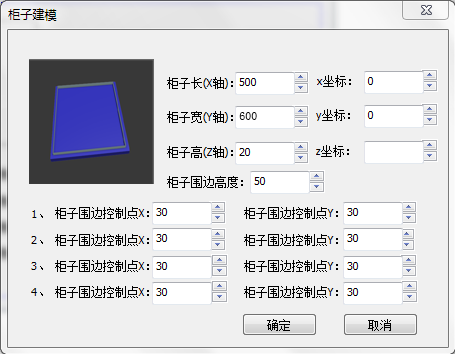 柜子建模
柜子长(X轴): 500 x坐标: 0
柜子宽(Y轴): 600 y坐标: 0
柜子高(Z轴): 20 z坐标:
柜子围边高度: 50
1、 柜子围边控制点X: 30 柜子围边控制点Y: 30
2、 柜子围边控制点X: 30 柜子围边控制点Y: 30
3、 柜子围边控制点X: 30 柜子围边控制点Y: 30
4、 柜子围边控制点X: 30 柜子围边控制点Y: 30
确定 取消